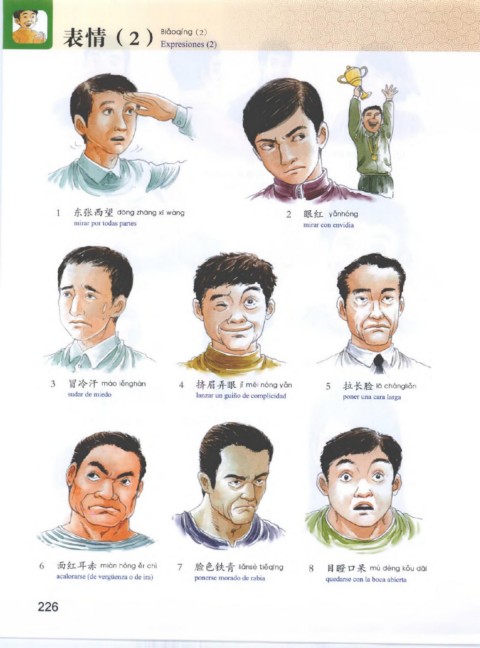 表情（2） Biǎoqíng（2）
Expresiones (2)
1 东张西望 dōng zhāng xī wàng
mirar por todas partes
2 眼红 yǎnhóng
mirar con envidia
3 冒冷汗 mào lěnghàn
sudar de miedo
4 挤眉弄眼 jǐ méi nòng yǎn
lanzar un guiño de complicidad
5 拉长脸 lā chángliǎn
poner una cara larga
6 面红耳赤 miàn hóng ěr chì
acalorarse (de vergüenza o de ira)
7 脸色铁青 liǎnsè tiěqīng
ponerse morado de rabia
8 目瞪口呆 mù dèng kǒu dāi
quedarse con la boca abierta
226